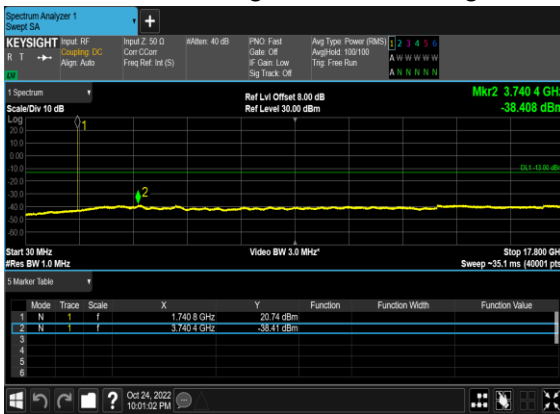 Spectrum Analyzer 1
Swept SA
+
KEYSIGHT Input: RF Input Z: 50 Ω #Atten: 40 dB PNO: Fast Avg Type: Power (RMS) 1 2 3 4 5 6
R T Coupling: DC Corr CCorr Gate: Off Avg|Hold: 100/100 A W W W W W
Align: Auto Freq Ref: Int (S) IF Gain: Low Trig: Free Run
Sig Track: Off A N N N N N
1 Spectrum Ref Lvl Offset 8.00 dB Mkr2 3.740 4 GHz
Scale/Div 10 dB Ref Level 30.00 dBm -38.408 dBm
Log
20.0
10.0
0.00
-10.0
DL1 -13.00 dBm
-20.0
-30.0
-40.0
-50.0
-60.0
1
2
Start 30 MHz Video BW 3.0 MHz* Stop 17.800 GH
#Res BW 1.0 MHz Sweep ~35.1 ms (40001 pts
5 Marker Table
Mode Trace Scale X Y Function Function Width Function Value
1 N 1 f 1.740 8 GHz 20.74 dBm
2 N 1 f 3.740 4 GHz -38.41 dBm
3
4
5
6
? Oct 24, 2022
10:01:02 PM